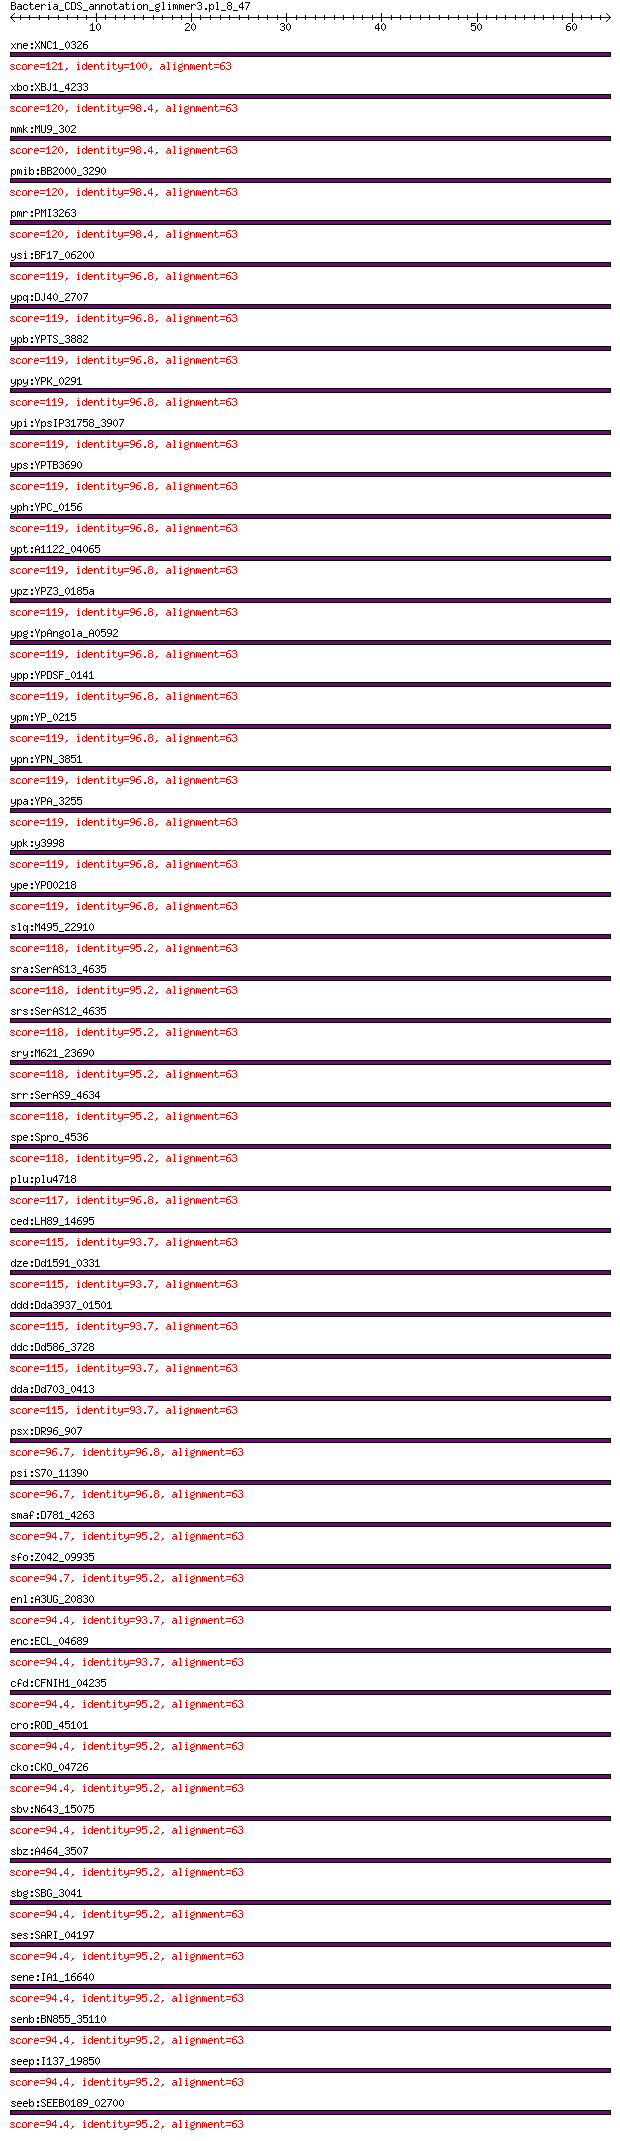 Bacteria_CDS_annotation_glimmer3.pl_8_47
10 20 30 40 50 60
xne:XNC1_0326
score=121, identity=100, alignment=63
xbo:XBJ1_4233
score=120, identity=98.4, alignment=63
mmk:MU9_302
score=120, identity=98.4, alignment=63
pmib:BB2000_3290
score=120, identity=98.4, alignment=63
pmr:PMI3263
score=120, identity=98.4, alignment=63
ysi:BF17_06200
score=119, identity=96.8, alignment=63
ypq:DJ40_2707
score=119, identity=96.8, alignment=63
ypb:YPTS_3882
score=119, identity=96.8, alignment=63
ypy:YPK_0291
score=119, identity=96.8, alignment=63
ypi:YpsIP31758_3907
score=119, identity=96.8, alignment=63
yps:YPTB3690
score=119, identity=96.8, alignment=63
yph:YPC_0156
score=119, identity=96.8, alignment=63
ypt:A1122_04065
score=119, identity=96.8, alignment=63
ypz:YPZ3_0185a
score=119, identity=96.8, alignment=63
ypg:YpAngola_A0592
score=119, identity=96.8, alignment=63
ypp:YPDSF_0141
score=119, identity=96.8, alignment=63
ypm:YP_0215
score=119, identity=96.8, alignment=63
ypn:YPN_3851
score=119, identity=96.8, alignment=63
ypa:YPA_3255
score=119, identity=96.8, alignment=63
ypk:y3998
score=119, identity=96.8, alignment=63
ype:YPO0218
score=119, identity=96.8, alignment=63
slq:M495_22910
score=118, identity=95.2, alignment=63
sra:SerAS13_4635
score=118, identity=95.2, alignment=63
srs:SerAS12_4635
score=118, identity=95.2, alignment=63
sry:M621_23690
score=118, identity=95.2, alignment=63
srr:SerAS9_4634
score=118, identity=95.2, alignment=63
spe:Spro_4536
score=118, identity=95.2, alignment=63
plu:plu4718
score=117, identity=96.8, alignment=63
ced:LH89_14695
score=115, identity=93.7, alignment=63
dze:Dd1591_0331
score=115, identity=93.7, alignment=63
ddd:Dda3937_01501
score=115, identity=93.7, alignment=63
ddc:Dd586_3728
score=115, identity=93.7, alignment=63
dda:Dd703_0413
score=115, identity=93.7, alignment=63
psx:DR96_907
score=96.7, identity=96.8, alignment=63
psi:S70_11390
score=96.7, identity=96.8, alignment=63
smaf:D781_4263
score=94.7, identity=95.2, alignment=63
sfo:Z042_09935
score=94.7, identity=95.2, alignment=63
enl:A3UG_20830
score=94.4, identity=93.7, alignment=63
enc:ECL_04689
score=94.4, identity=93.7, alignment=63
cfd:CFNIH1_04235
score=94.4, identity=95.2, alignment=63
cro:ROD_45101
score=94.4, identity=95.2, alignment=63
cko:CKO_04726
score=94.4, identity=95.2, alignment=63
sbv:N643_15075
score=94.4, identity=95.2, alignment=63
sbz:A464_3507
score=94.4, identity=95.2, alignment=63
sbg:SBG_3041
score=94.4, identity=95.2, alignment=63
ses:SARI_04197
score=94.4, identity=95.2, alignment=63
sene:IA1_16640
score=94.4, identity=95.2, alignment=63
senb:BN855_35110
score=94.4, identity=95.2, alignment=63
seep:I137_19850
score=94.4, identity=95.2, alignment=63
seeb:SEEB0189_02700
score=94.4, identity=95.2, alignment=63